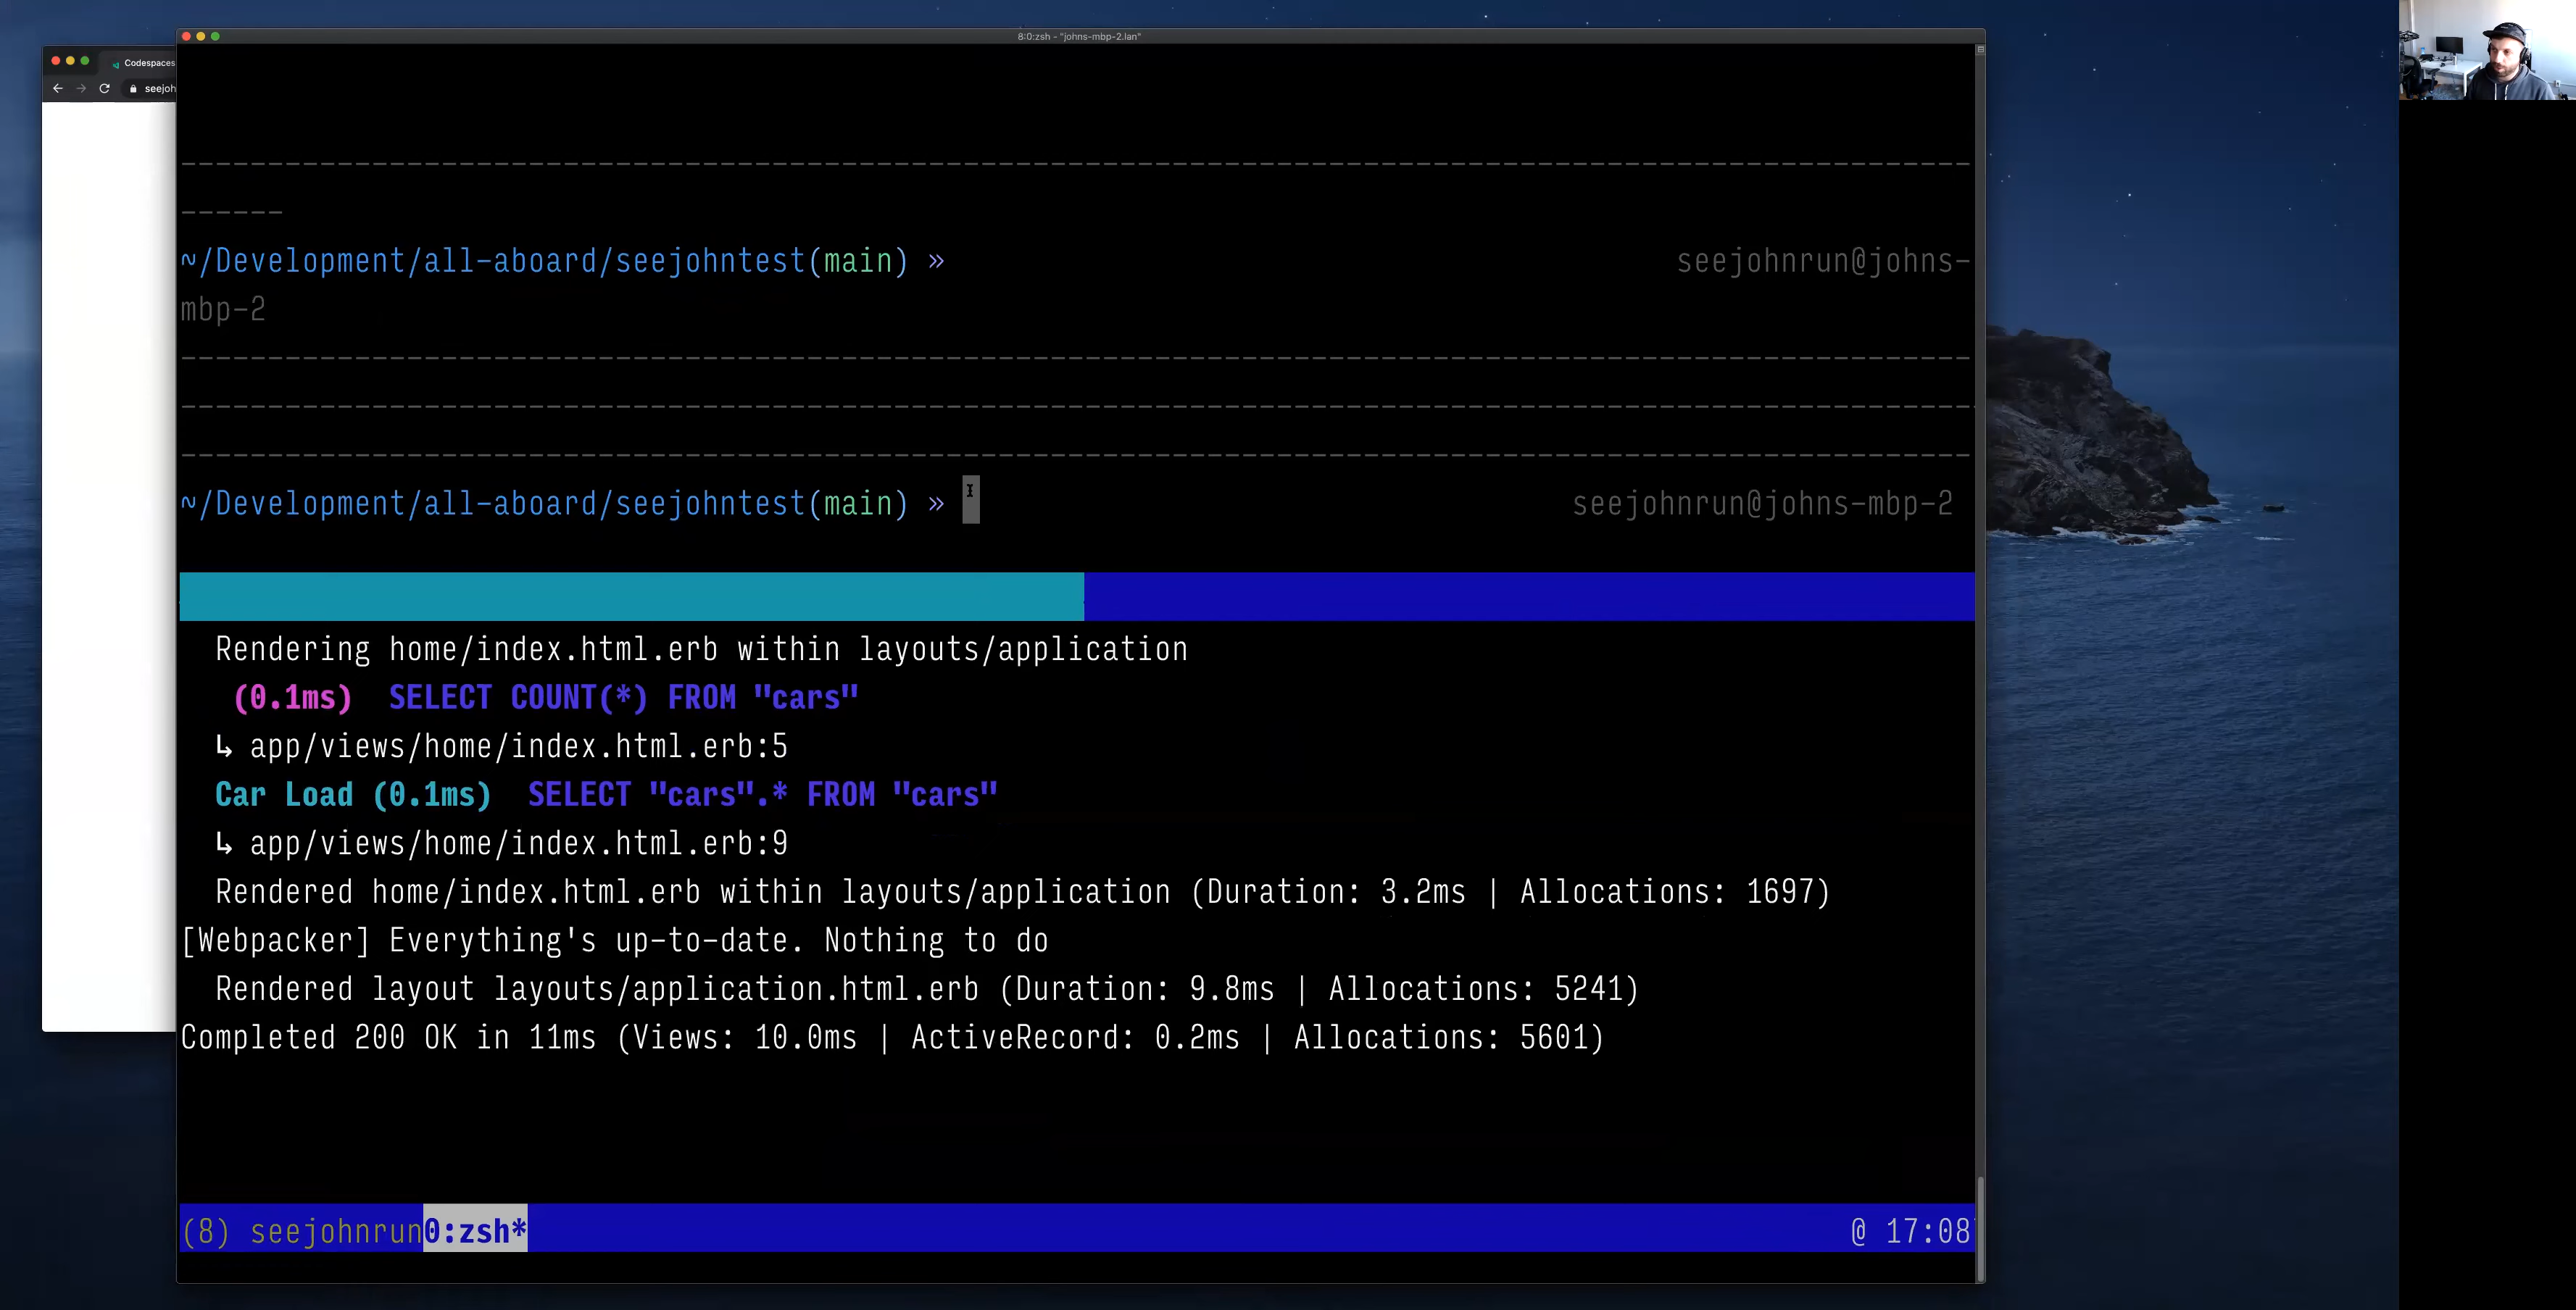 8:0:zsh - "johns-mbp-2.lan"
Codespaces
seejoh
~/Development/all-aboard/seejohntest(main) » seejohnrun@johns-
mbp-2
~/Development/all-aboard/seejohntest(main) » seejohnrun@johns-mbp-2
Rendering home/index.html.erb within layouts/application
(0.1ms) SELECT COUNT(*) FROM "cars"
↳ app/views/home/index.html.erb:5
Car Load (0.1ms) SELECT "cars".* FROM "cars"
↳ app/views/home/index.html.erb:9
Rendered home/index.html.erb within layouts/application (Duration: 3.2ms | Allocations: 1697)
[Webpacker] Everything's up-to-date. Nothing to do
Rendered layout layouts/application.html.erb (Duration: 9.8ms | Allocations: 5241)
Completed 200 OK in 11ms (Views: 10.0ms | ActiveRecord: 0.2ms | Allocations: 5601)
(8) seejohnrun0:zsh* @ 17:08